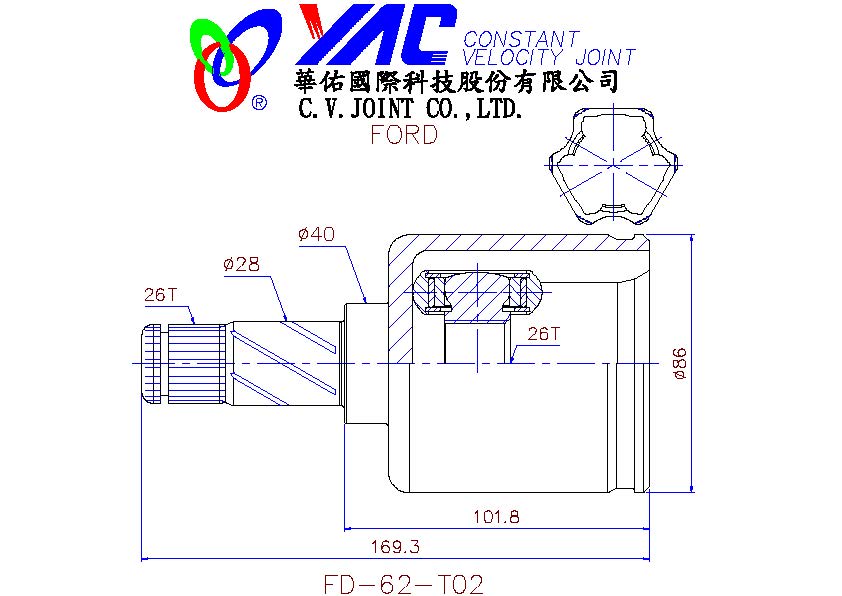 YAC CONSTANT
VELOCITY JOINT
®
華佑國際科技股份有限公司
C.V.JOINT CO.,LTD.
FORD
ø40
ø28
26T
26T
ø86
101.8
169.3
FD-62-T02